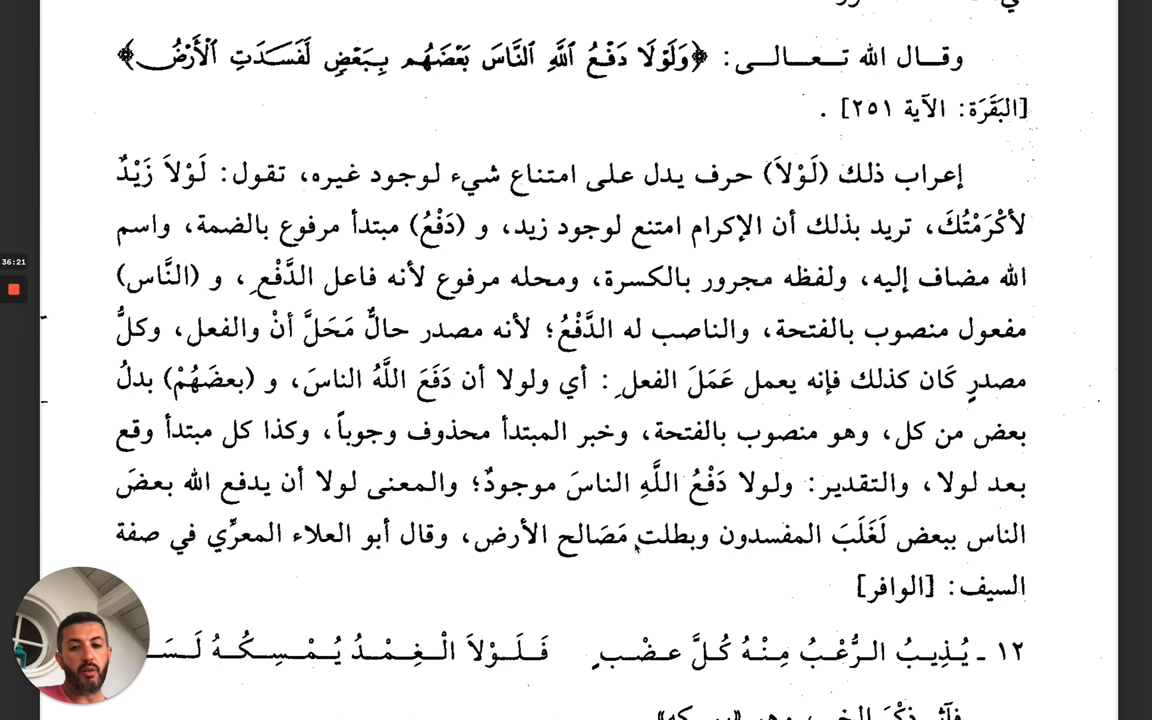 وقال الله تعالى: ﴿وَلَوْلَا دَفْعُ ٱللَّهِ ٱلنَّاسَ بَعْضَهُم بِبَعْضٍ لَّفَسَدَتِ ٱلْأَرْضُ﴾
[البَقَرَة: الآية ٢٥١] .
إعراب ذلك (لَوْلاَ) حرف يدل على امتناع شيء لوجود غيره، تقول: لَوْلاَ زَيْدٌ
لأكْرَمْتُكَ، تريد بذلك أن الإكرام امتنع لوجود زيد، و (دَفْعُ) مبتدأ مرفوع بالضمة، واسم
الله مضاف إليه، ولفظه مجرور بالكسرة، ومحله مرفوع لأنه فاعل الدَّفْعِ، و (النَّاس)
مفعول منصوب بالفتحة، والناصب له الدَّفْعُ؛ لأنه مصدر حالٌّ مَحَلَّ أنْ والفعل، وكلُّ
مصدرٍ كَان كذلك فإنه يعمل عَمَلَ الفعلِ: أي ولولا أن دَفَعَ اللَّهُ الناسَ، و (بعضَهُمْ) بدلُ
بعض من كل، وهو منصوب بالفتحة، وخبر المبتدأ محذوف وجوباً، وكذا كل مبتدأ وقع
بعد لولا، والتقدير: ولولا دَفْعُ اللَّهِ الناسَ موجودٌ؛ والمعنى لولا أن يدفع الله بعضَ
الناس ببعض لَغَلَبَ المفسدون وبطلت مَصَالح الأرض، وقال أبو العلاء المعرِّي في صفة
السيف: [الوافر]
١٢ ـ يُذِيبُ الرُّعْبُ مِنْهُ كُلَّ عضْبٍ فَلَوْلاَ الْغِمْدُ يُمْسِكُهُ
36:21